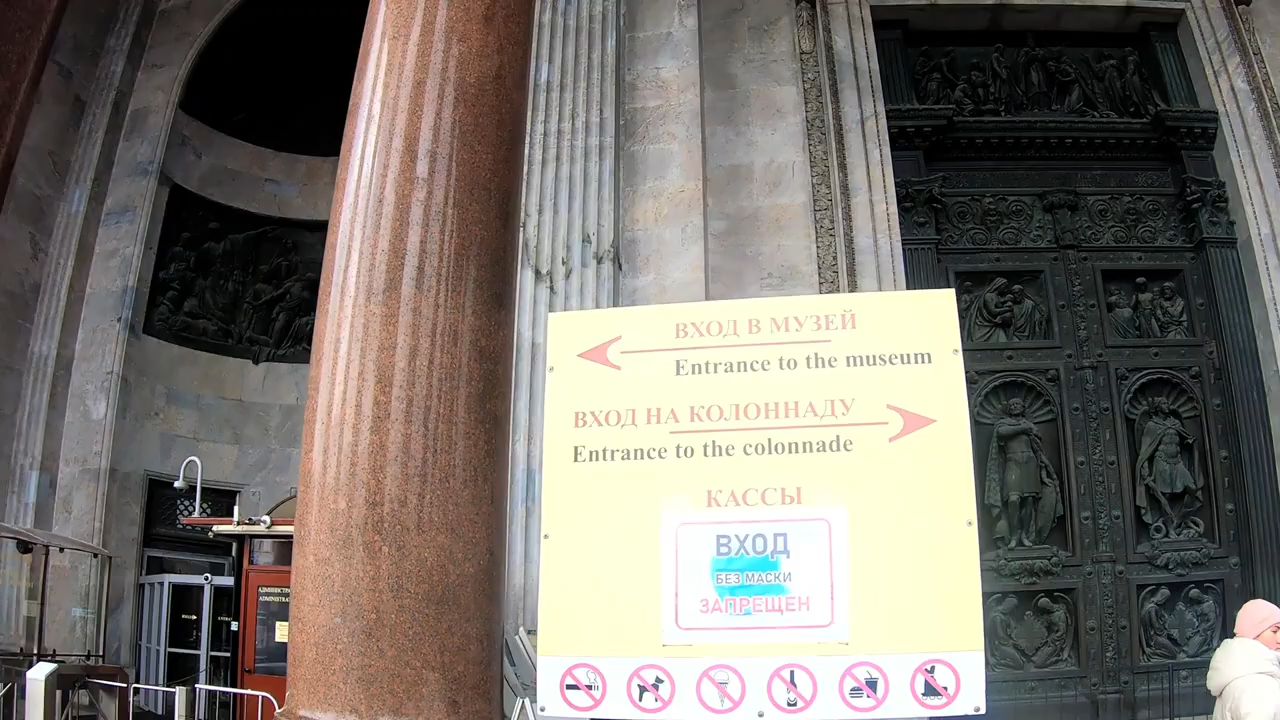 ВХОД В МУЗЕЙ
Entrance to the museum
ВХОД НА КОЛОННАДУ
Entrance to the colonnade
КАССЫ
ВХОД
БЕЗ МАСКИ
ЗАПРЕЩЕН